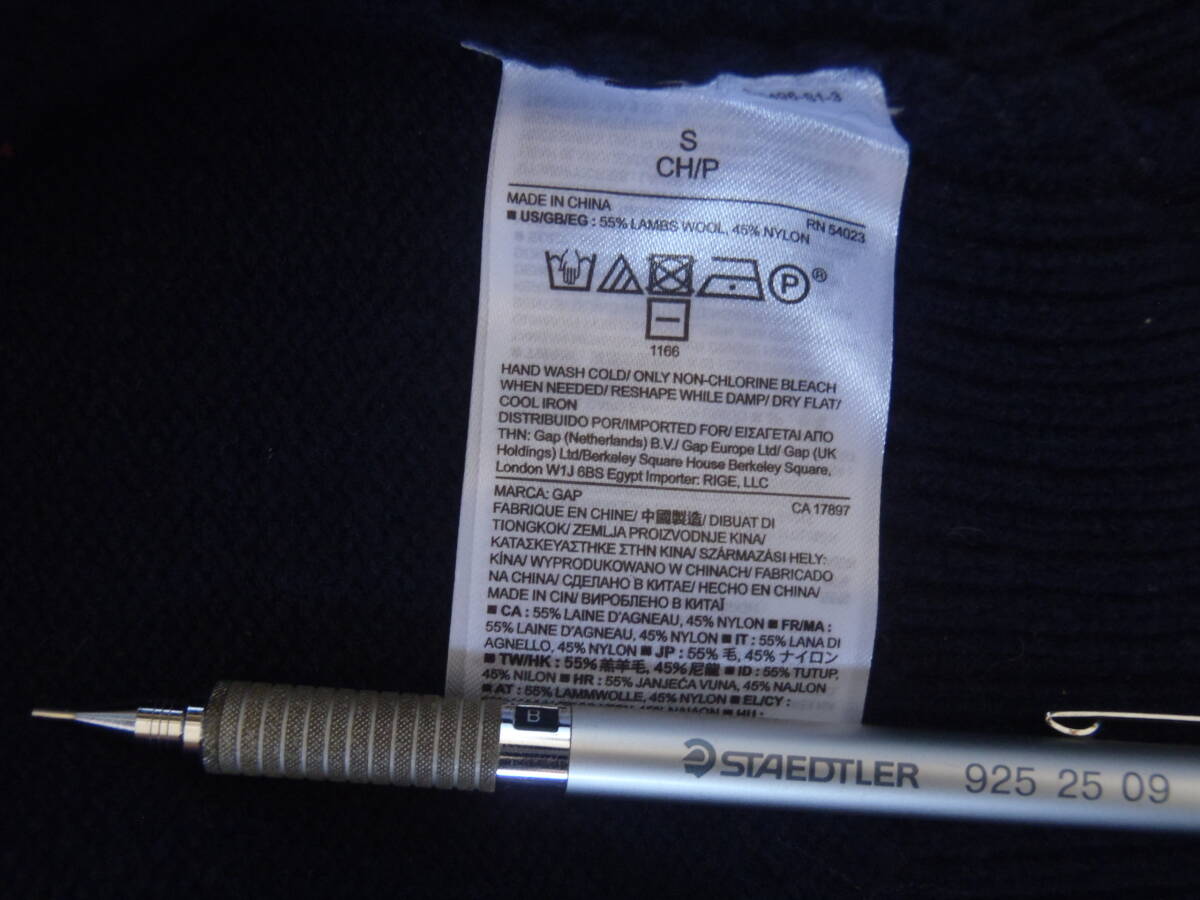 S
CH/P
MADE IN CHINA
RN 54023
■ US/GB/EG : 55% LAMBS WOOL, 45% NYLON
P ®
1166
HAND WASH COLD/ ONLY NON-CHLORINE BLEACH
WHEN NEEDED/ RESHAPE WHILE DAMP/ DRY FLAT/
COOL IRON
DISTRIBUIDO POR/IMPORTED FOR/ ΕΙΣΑΓΕΤΑΙ ΑΠΟ
ΤΗΝ: Gap (Netherlands) B.V./ Gap Europe Ltd/ Gap (UK
Holdings) Ltd/Berkeley Square House Berkeley Square,
London W1J 6BS Egypt Importer: RIGE, LLC
MARCA: GAP
CA 17897
FABRIQUE EN CHINE/ 中國製造/ DIBUAT DI
TIONGKOK/ ZEMLJA PROIZVODNJE KINA/
ΚΑΤΑΣΚΕΥΑΣΤΗΚΕ ΣΤΗΝ ΚΙΝΑ/ SZÁRMAZÁSI HELY:
KÍNA/ WYPRODUKOWANO W CHINACH/ FABRICADO
NA CHINA/ СДЕЛАНО В КИТАЕ/ HECHO EN CHINA/
MADE IN CIN/ ВИРОБЛЕНО В КИТАЇ
■ CA : 55% LAINE D'AGNEAU, 45% NYLON ■ FR/MA :
55% LAINE D'AGNEAU, 45% NYLON ■ IT : 55% LANA DI
AGNELLO, 45% NYLON ■ JP : 55% 毛, 45% ナイロン
■ TW/HK : 55% 羔羊毛, 45% 尼龍 ■ ID : 55% TUTUP,
45% NILON ■ HR : 55% JANJEĆA VUNA, 45% NAJLON
■ AT : 55% LAMMWOLLE, 45% NYLON ■ EL/CY :
B
STAEDTLER 925 25 09